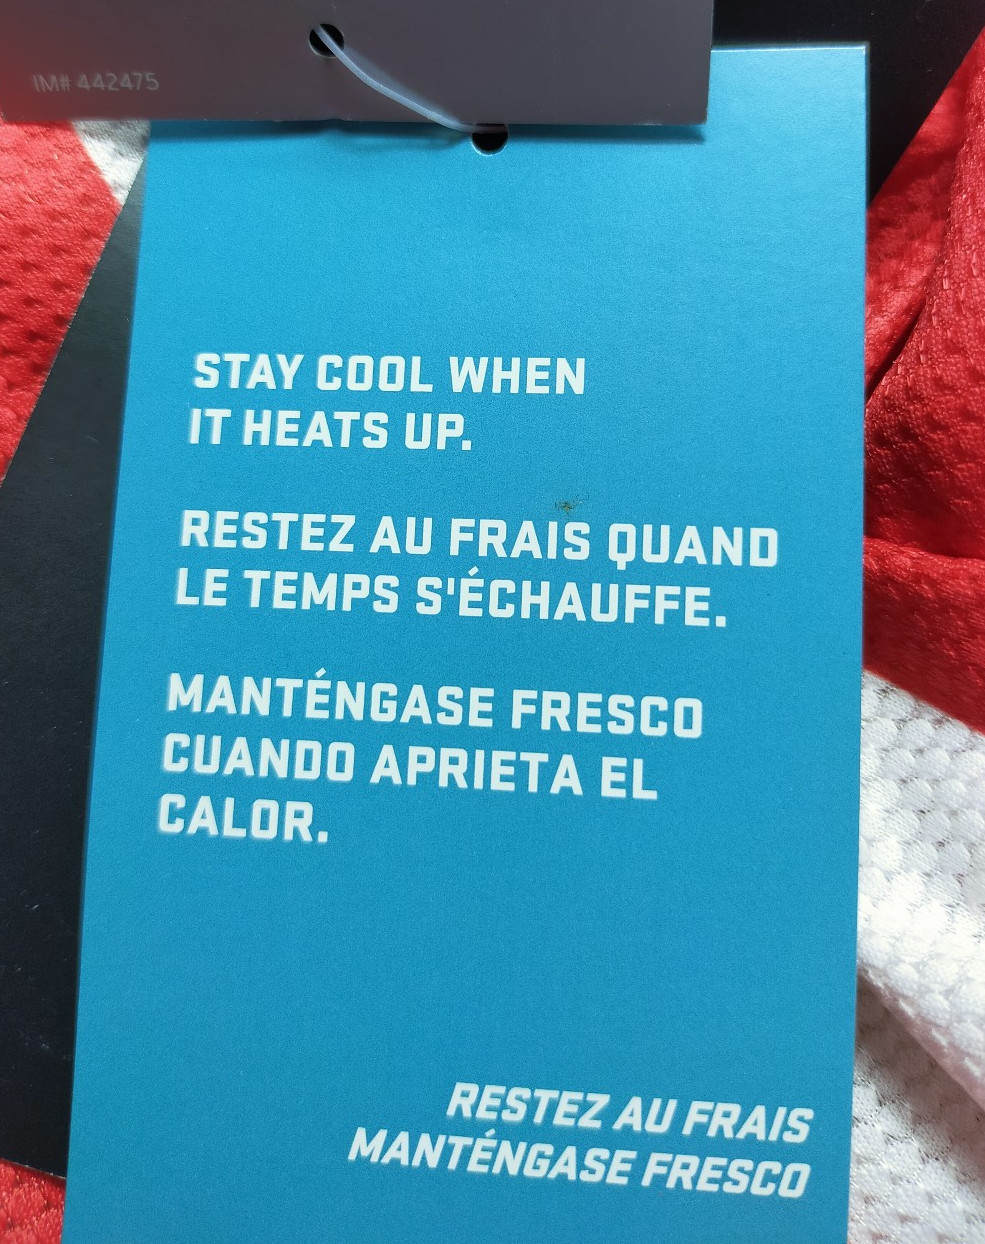 IM# 442475
STAY COOL WHEN
IT HEATS UP.
RESTEZ AU FRAIS QUAND
LE TEMPS S'ÉCHAUFFE.
MANTÉNGASE FRESCO
CUANDO APRIETA EL
CALOR.
RESTEZ AU FRAIS
MANTÉNGASE FRESCO